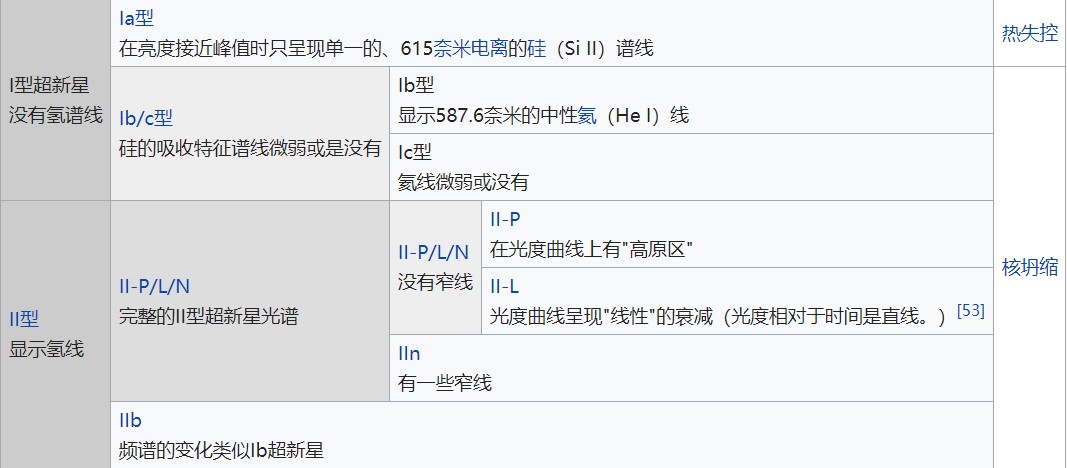 I型超新星
没有氢谱线
Ia型
在亮度接近峰值时只呈现单一的、615奈米电离的硅（Si II）谱线
热失控
Ib/c型
硅的吸收特征谱线微弱或是没有
Ib型
显示587.6奈米的中性氦（He I）线
Ic型
氦线微弱或没有
核坍缩
II型
显示氢线
II-P/L/N
完整的II型超新星光谱
II-P/L/N
没有窄线
II-P
在光度曲线上有"高原区"
II-L
光度曲线呈现"线性"的衰减（光度相对于时间是直线。）[53]
IIn
有一些窄线
IIb
频谱的变化类似Ib超新星